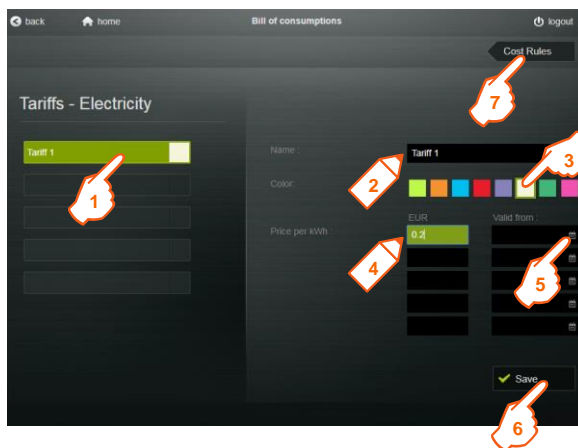 back home Bill of consumptions logout
Cost Rules
7
Tariffs - Electricity
Tariff 1
1
Name :
Tariff 1
2
3
Color:
EUR Valid from :
Price per kWh :
0.2
4
5
Save
6